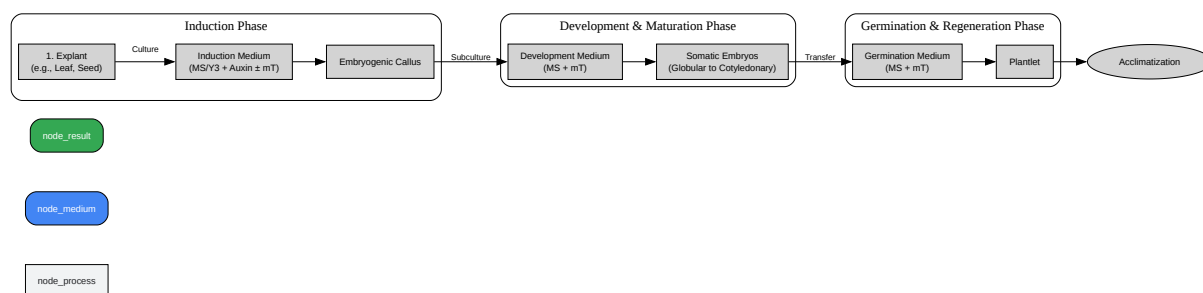 Induction Phase
1. Explant
(e.g., Leaf, Seed)
Culture
Induction Medium
(MS/Y3 + Auxin ± mT)
Embryogenic Callus
Subculture
Development & Maturation Phase
Development Medium
(MS + mT)
Somatic Embryos
(Globular to Cotyledonary)
Transfer
Germination & Regeneration Phase
Germination Medium
(MS + mT)
Plantlet
Acclimatization
node_result
node_medium
node_process